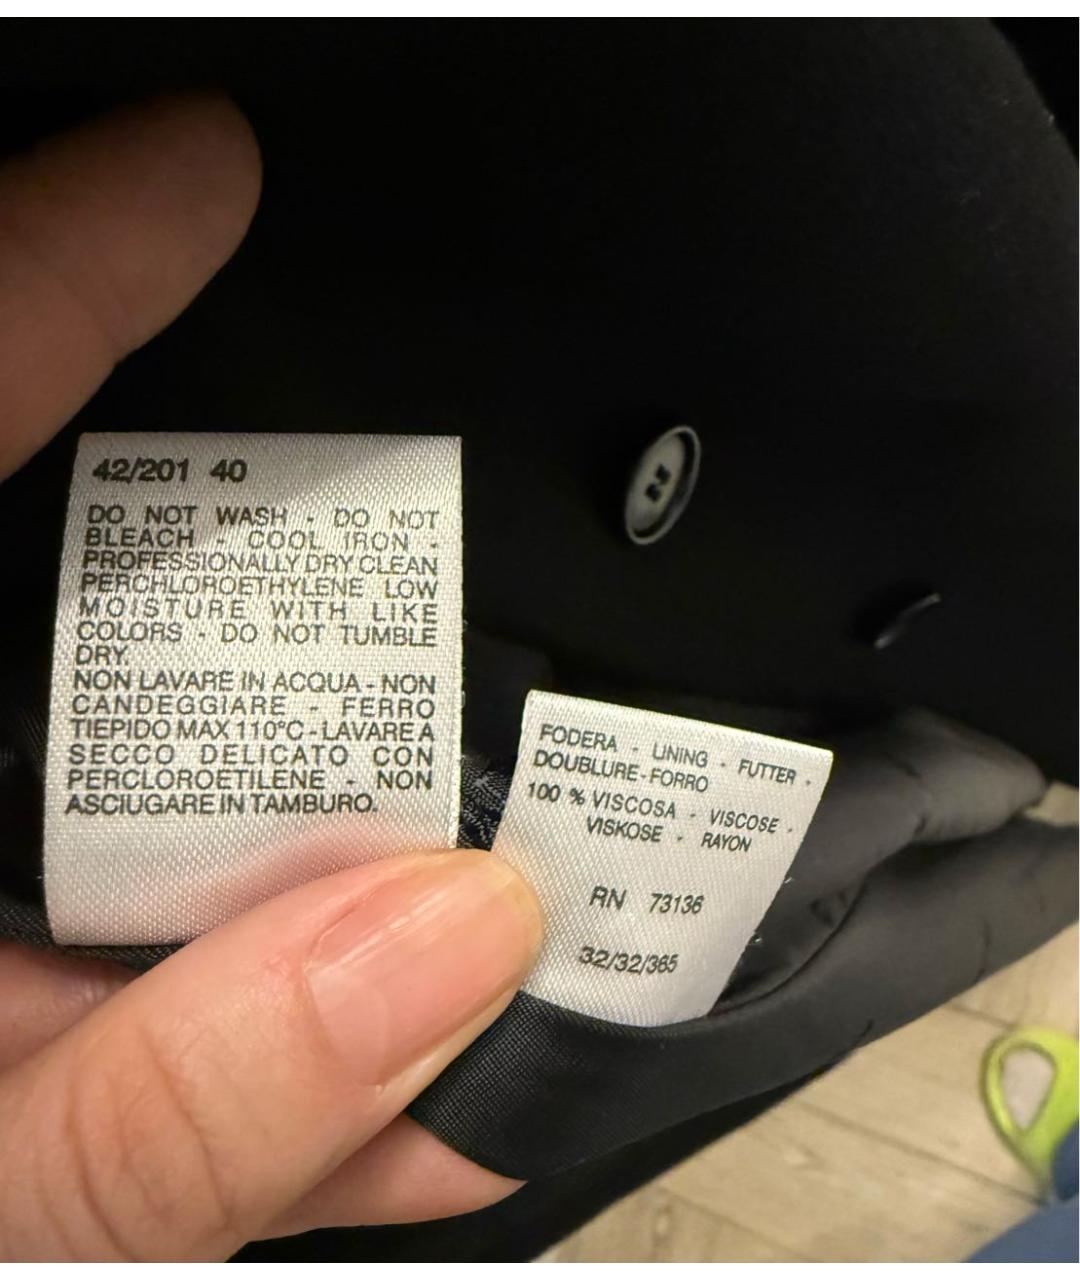 42/201 40
DO NOT WASH - DO NOT
BLEACH - COOL IRON -
PROFESSIONALLY DRY CLEAN
PERCHLOROETHYLENE LOW
MOISTURE WITH LIKE
COLORS - DO NOT TUMBLE
DRY.
NON LAVARE IN ACQUA - NON
CANDEGGIARE - FERRO
TIEPIDO MAX 110°C - LAVARE A
SECCO DELICATO CON
PERCLOROETILENE - NON
ASCIUGARE IN TAMBURO.
FODERA - LINING - FUTTER -
DOUBLURE - FORRO
100 % VISCOSA - VISCOSE -
VISKOSE - RAYON
RN 73136
32/32/365